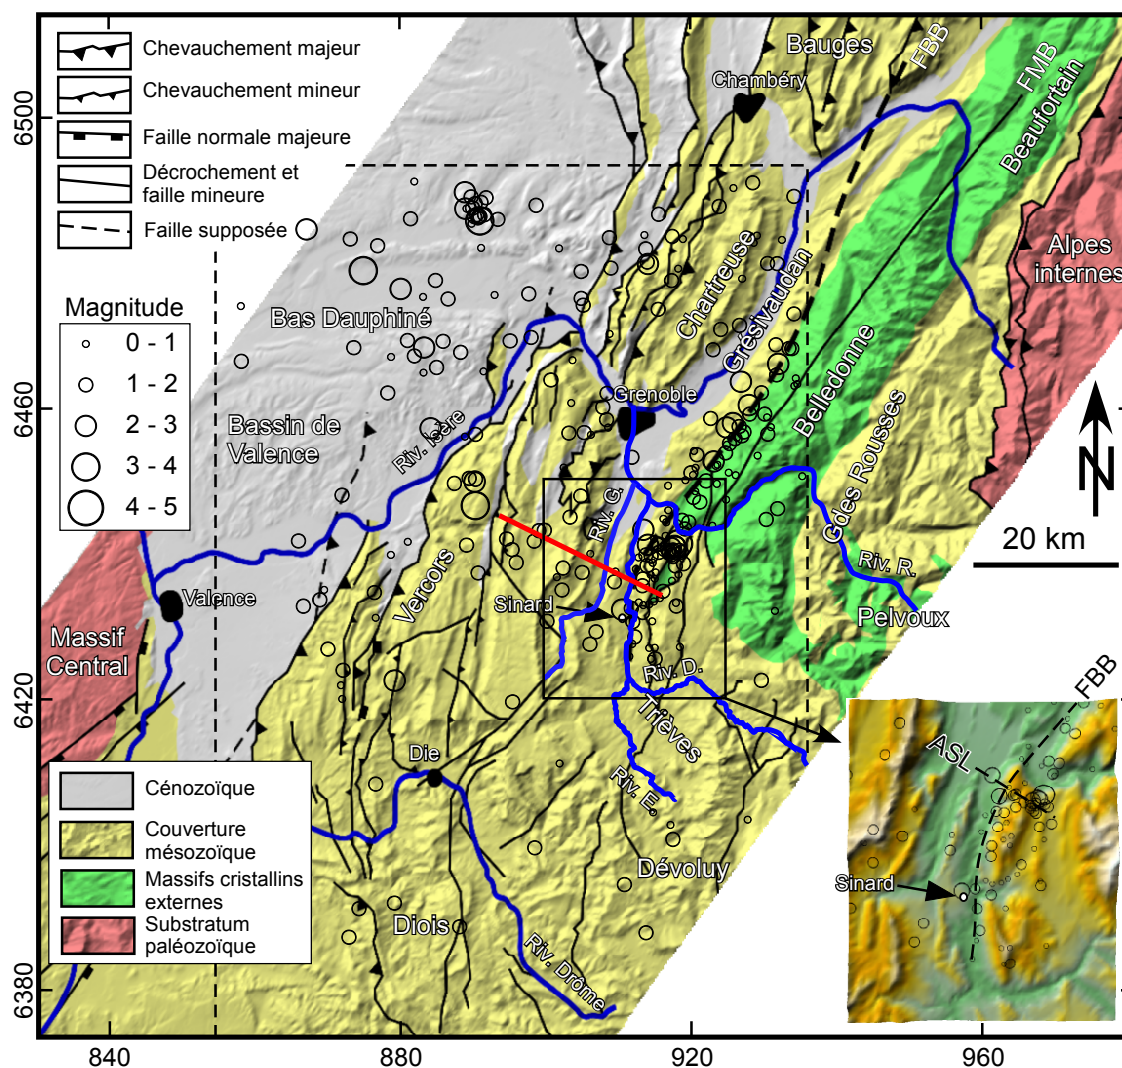 Chevauchement majeur
Chevauchement mineur
Faille normale majeure
Décrochement et
faille mineure
Faille supposée
Magnitude
0 - 1
1 - 2
2 - 3
3 - 4
4 - 5
Bauges
FBB
Chambéry
FMB
Beaufortain
Alpes
internes
Chartreuse
Grésivaudan
Bas Dauphiné
Belledonne
Grenoble
Gdes Rousses
Bassin de
Valence
Riv. Isère
Riv. G.
N
20 km
Vercors
Riv. R.
Sinard
Valence
Pelvoux
Massif
Central
Riv. D.
Trièves
Die
Riv. E.
Dévoluy
Diois
Riv. Drôme
Cénozoïque
Couverture
mésozoïque
Massifs cristallins
externes
Substratum
paléozoïque
FBB
ASL
Sinard
6500
6460
6420
6380
840
880
920
960